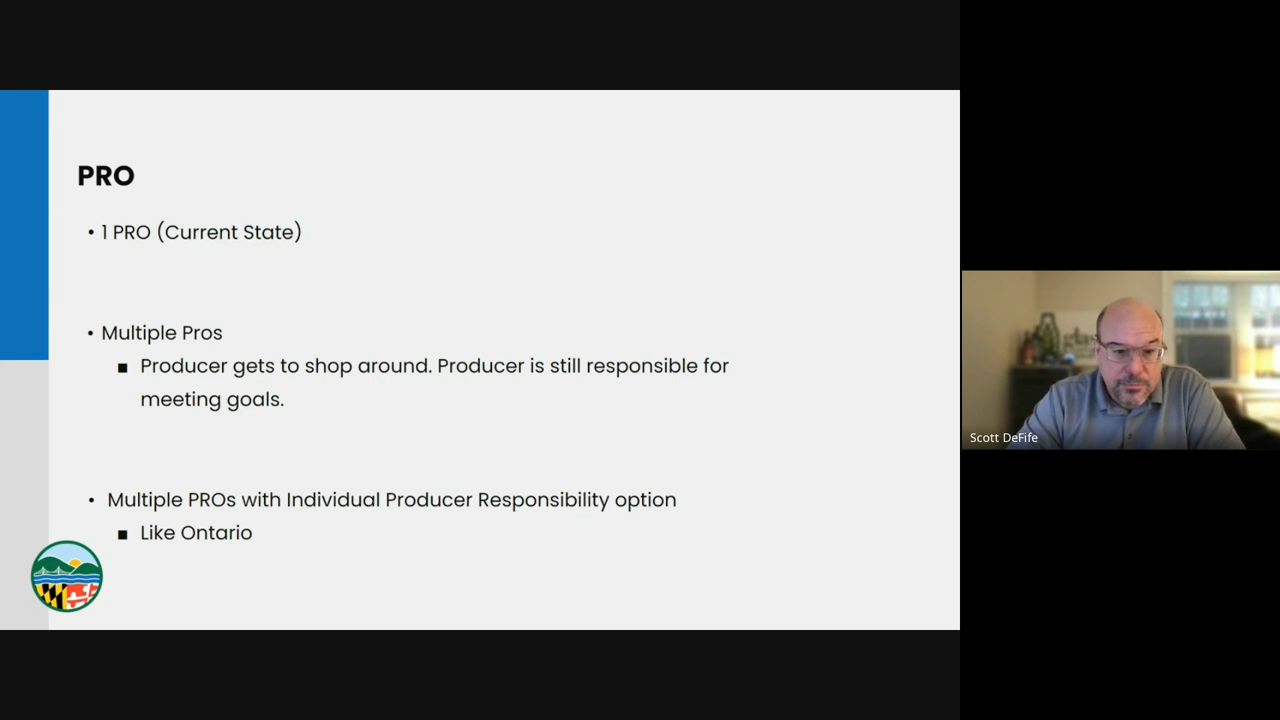 PRO
• 1 PRO (Current State)
• Multiple Pros
■ Producer gets to shop around. Producer is still responsible for
meeting goals.
• Multiple PROs with Individual Producer Responsibility option
■ Like Ontario
Scott DeFife